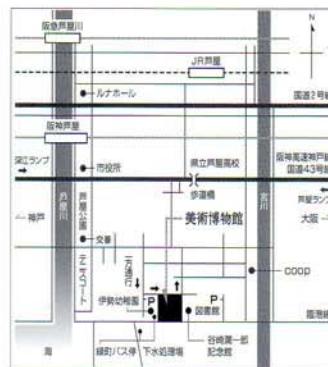 阪急芦屋川
N
JR芦屋
ルナホール
国道2号線
阪神芦屋
深江ランプ
市役所
県立芦屋高校
阪神高速神戸線
国道43号線
歩道橋
芦屋ランプ
芦屋川
芦屋公園
宮川
神戸
美術博物館
大阪
交番
テニスコート
一方通行
coop
伊勢幼稚園
P
P
図書館
臨港線
海
緑町バス停
下水処理場
谷崎潤一郎
記念館